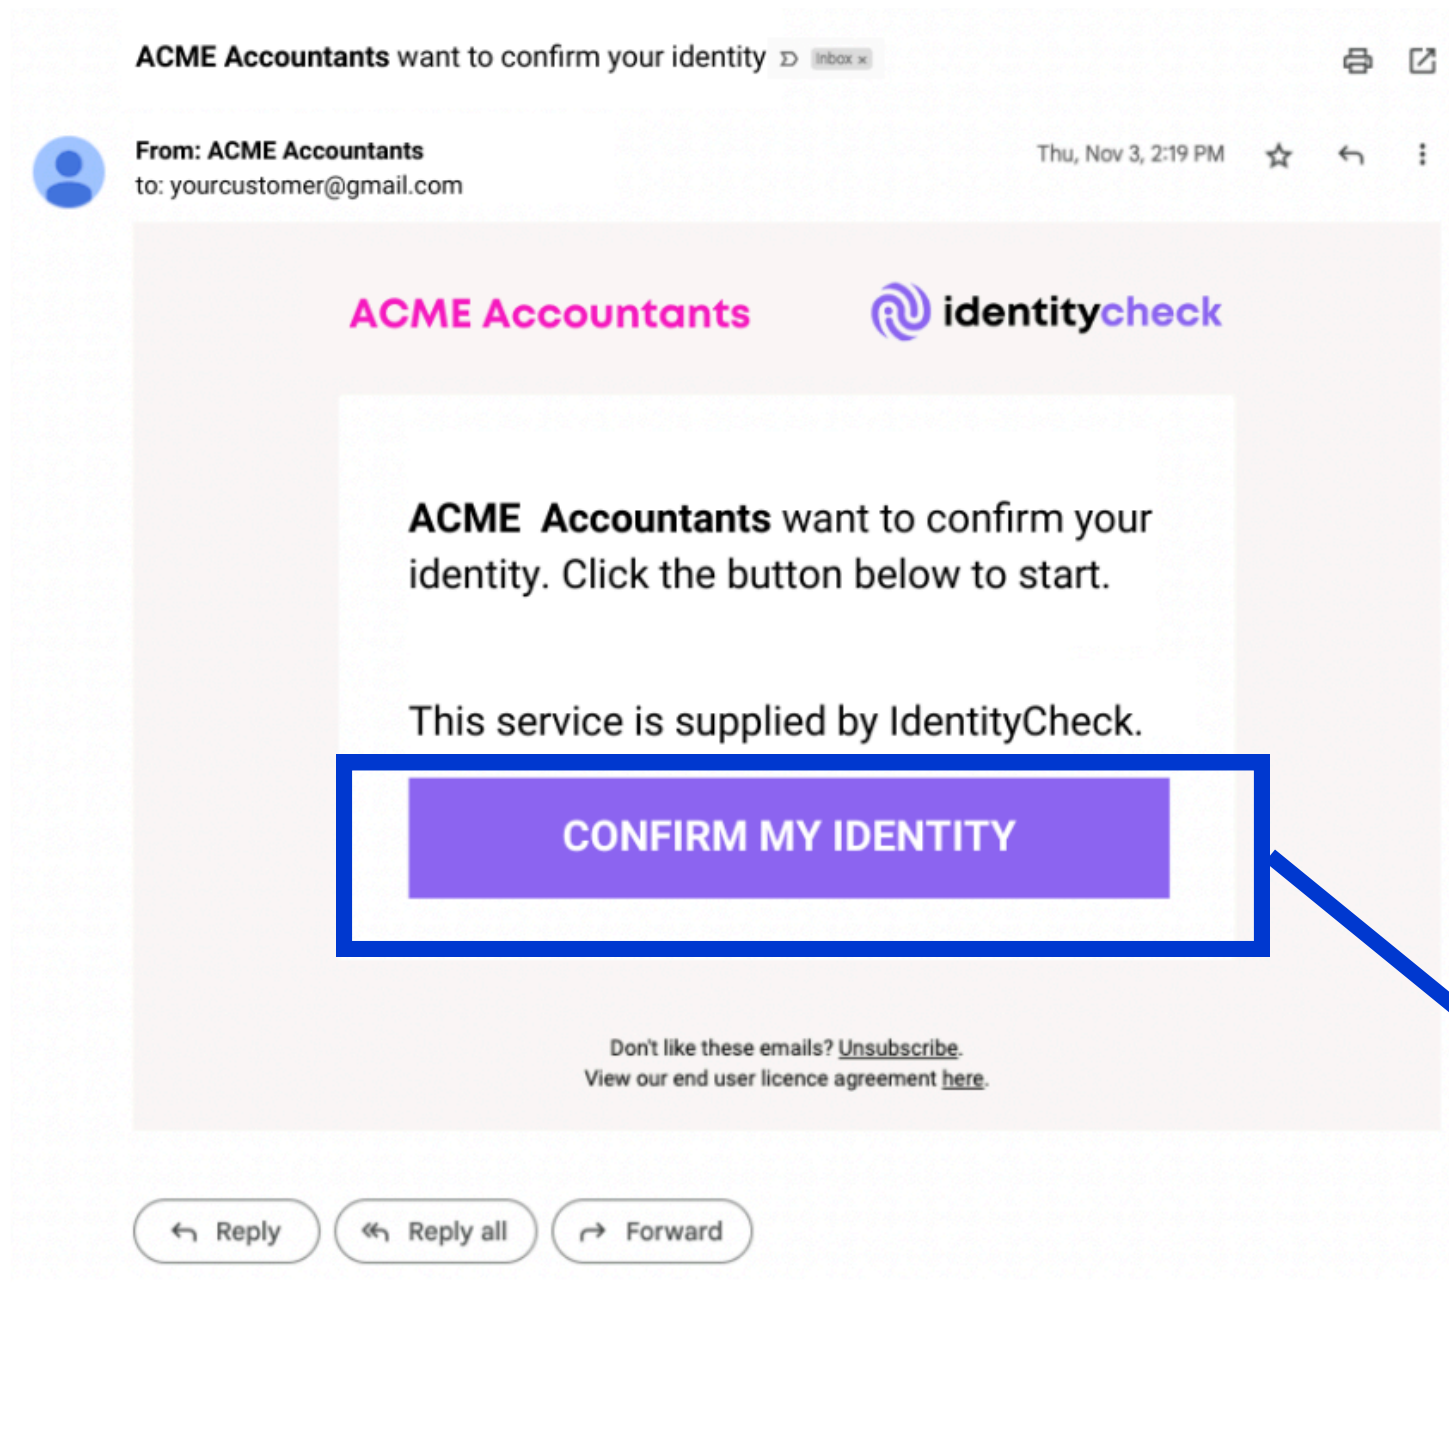 ACME Accountants want to confirm your identity Inbox ×
From: ACME Accountants
Thu, Nov 3, 2:19 PM
to: yourcustomer@gmail.com
ACME Accountants
identitycheck
ACME Accountants want to confirm your
identity. Click the button below to start.
This service is supplied by IdentityCheck.
CONFIRM MY IDENTITY
Don't like these emails? Unsubscribe.
View our end user licence agreement here.
Reply
Reply all
Forward